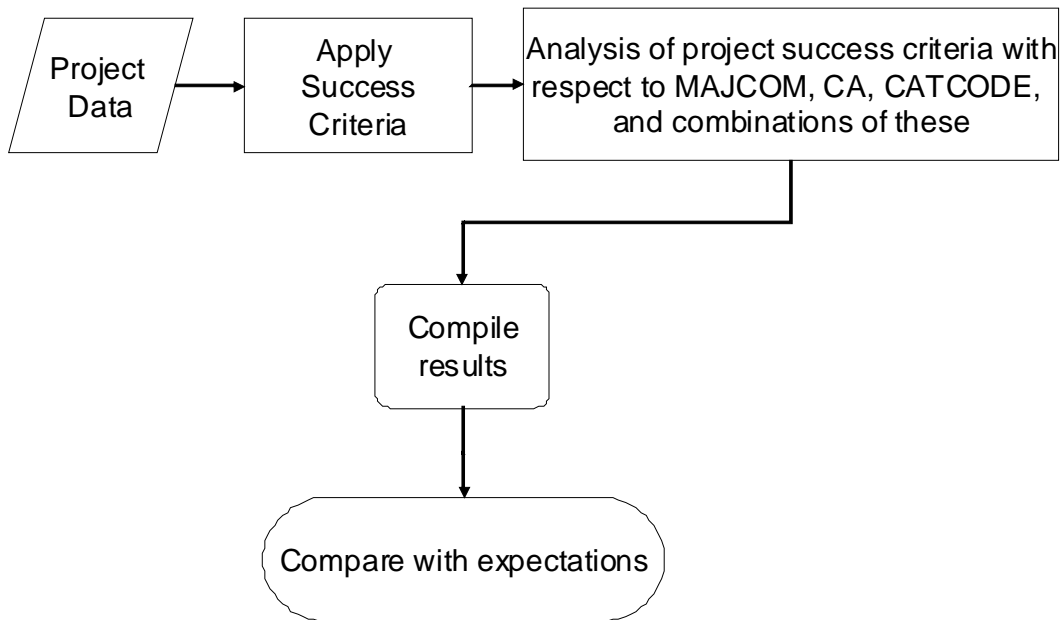 Project
Data
Apply
Success
Criteria
Analysis of project success criteria with
respect to MAJCOM, CA, CATCODE,
and combinations of these
Compile
results
Compare with expectations